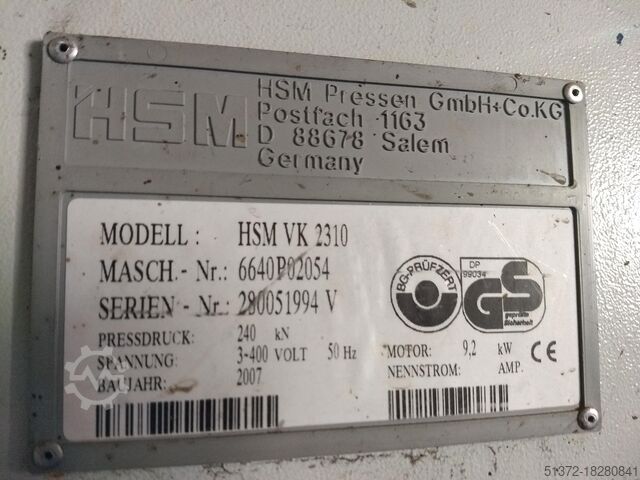 HSM
HSM Pressen GmbH+Co.KG
Postfach 1163
D 88678 Salem
Germany
MODELL : HSM VK 2310
MASCH.- Nr.: 6640P02054
SERIEN - Nr.: 280051994 V
PRESSDRUCK: 240 kN
SPANNUNG: 3-400 VOLT 50 Hz
BAUJAHR: 2007
MOTOR: 9,2 kW
NENNSTROM: AMP.
CE
BG-PRÜFZERT
DP
99034
GS
geprüfte
Sicherheit
51372-18280841